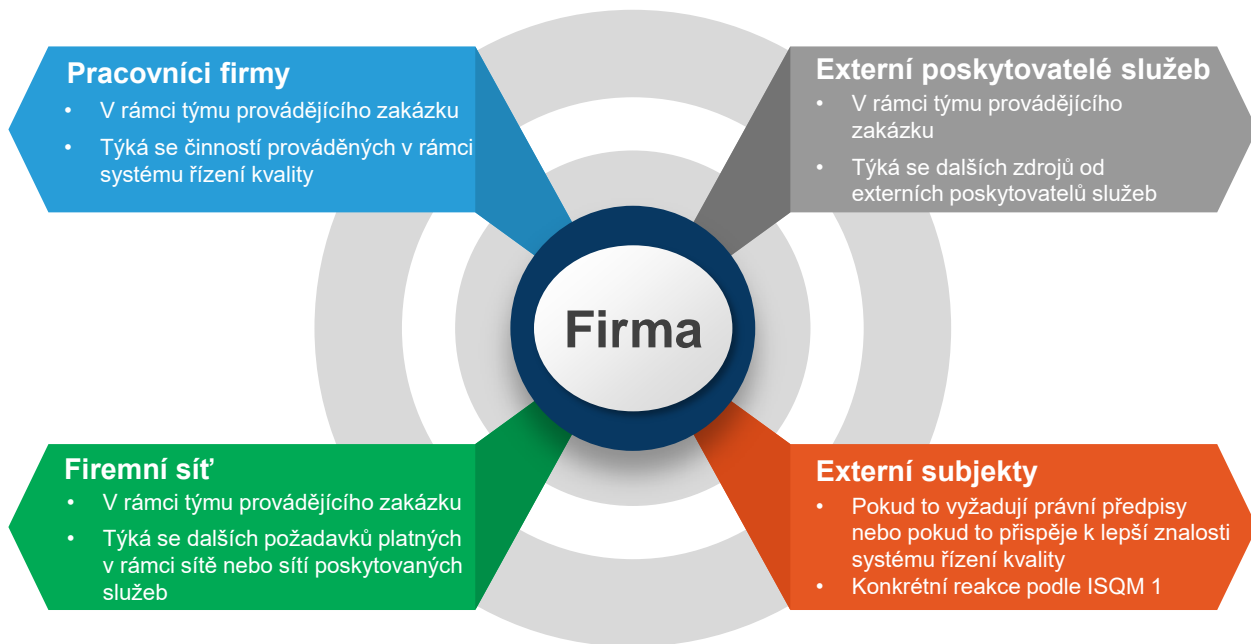 Pracovníci firmy
• V rámci týmu provádějícího zakázku
• Týká se činností prováděných v rámci
systému řízení kvality
Externí poskytovatelé služeb
• V rámci týmu provádějícího
zakázku
• Týká se dalších zdrojů od
externích poskytovatelů služeb
Firma
Firemní síť
• V rámci týmu provádějícího zakázku
• Týká se dalších požadavků platných
v rámci sítě nebo sítí poskytovaných
služeb
Externí subjekty
• Pokud to vyžadují právní předpisy
nebo pokud to přispěje k lepší znalosti
systému řízení kvality
• Konkrétní reakce podle ISQM 1